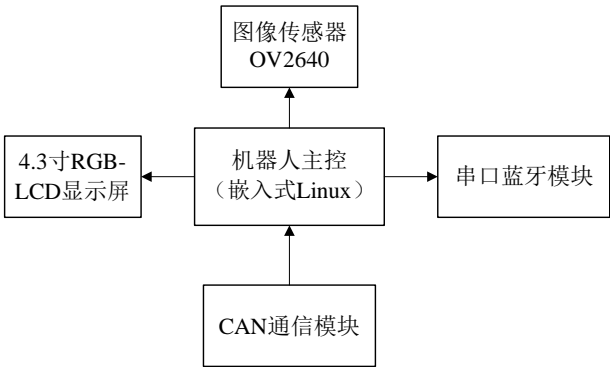 图像传感器
OV2640
4.3寸RGB-
LCD显示屏
机器人主控
（嵌入式Linux）
串口蓝牙模块
CAN通信模块